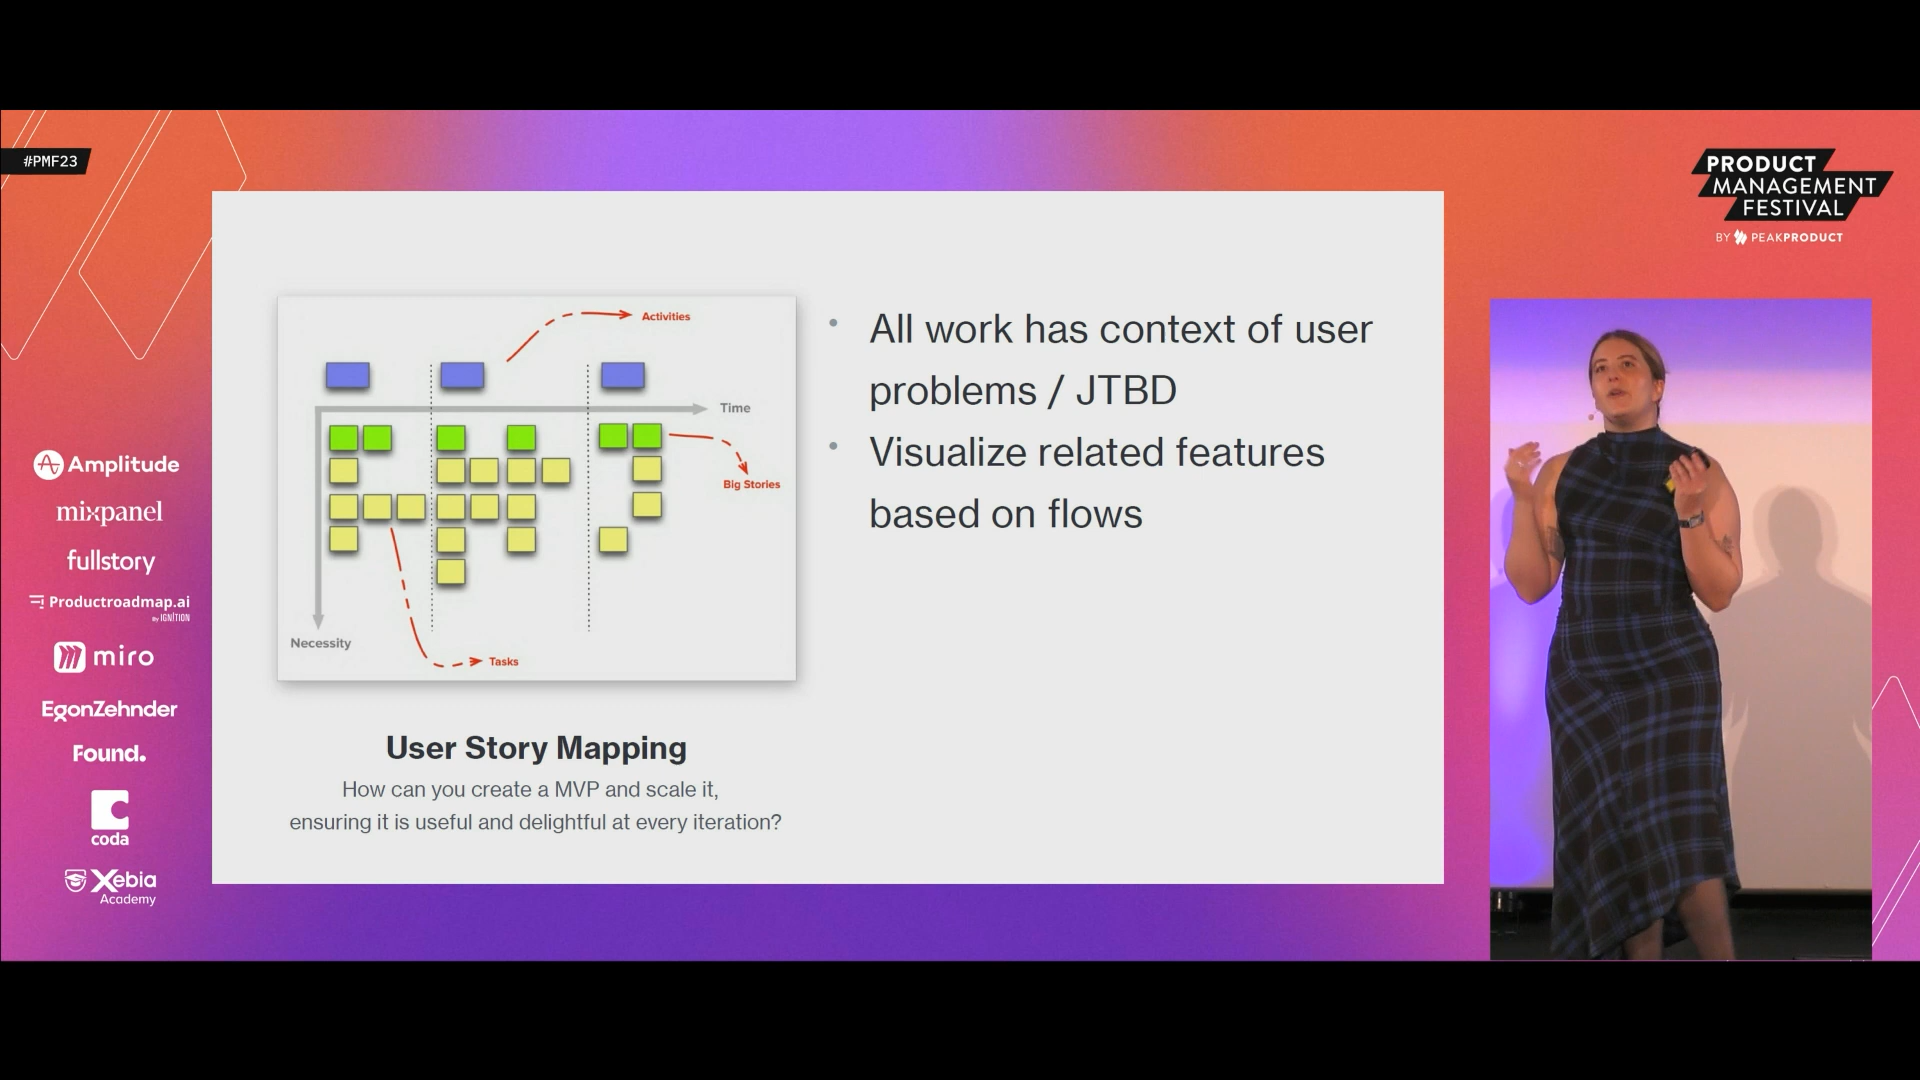 #PMF23
PRODUCT
MANAGEMENT
FESTIVAL
BY PEAKPRODUCT
Amplitude
mixpanel
fullstory
Productroadmap.ai
By IGNITION
miro
EgonZehnder
Found.
coda
Xebia
Academy
Activities
Time
Big Stories
Necessity
Tasks
User Story Mapping
How can you create a MVP and scale it,
ensuring it is useful and delightful at every iteration?
• All work has context of user
problems / JTBD
• Visualize related features
based on flows